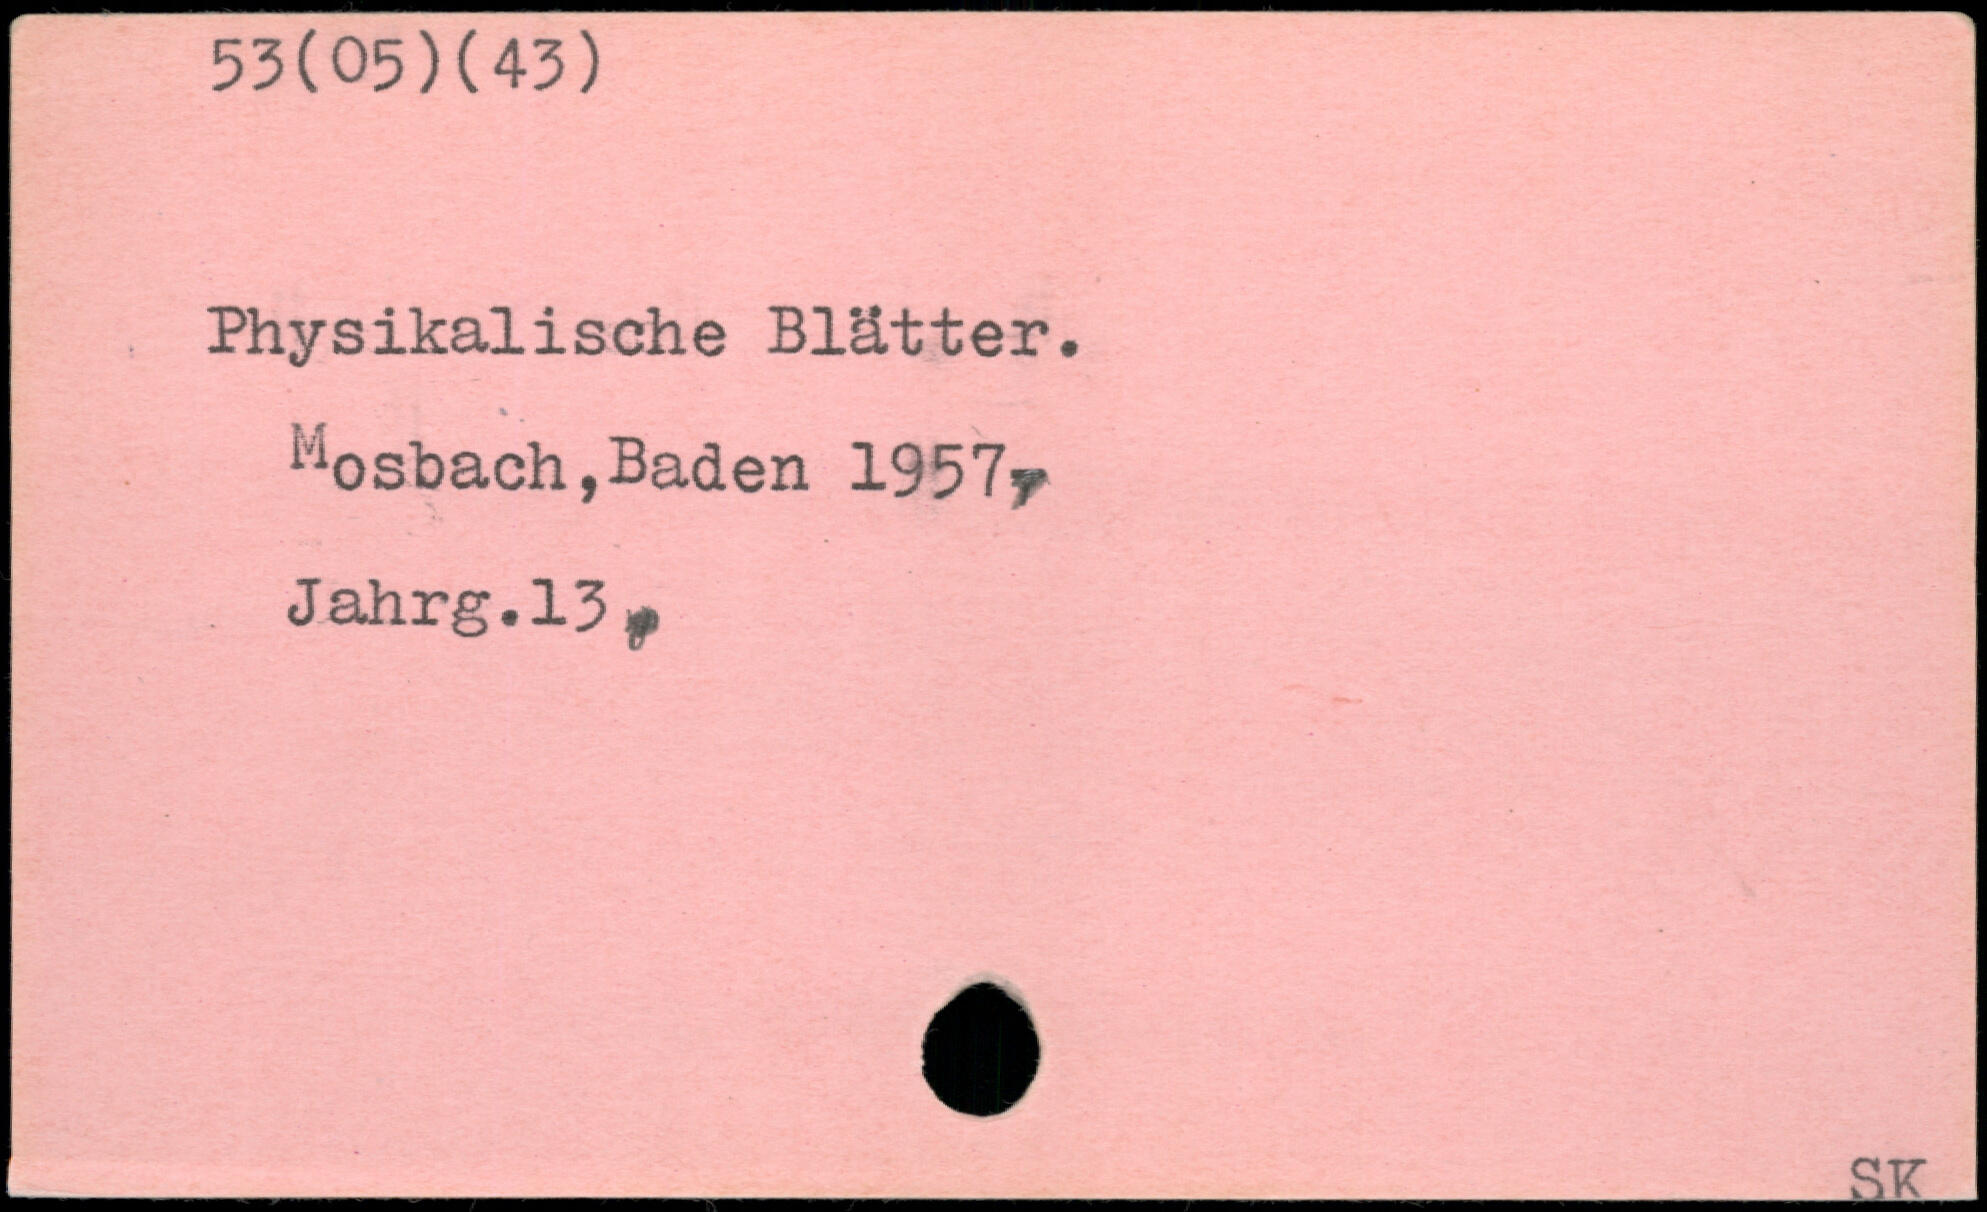 53(05)(43)
Physikalische Blätter.
Mosbach,Baden 1957,
Jahrg.13,
SK